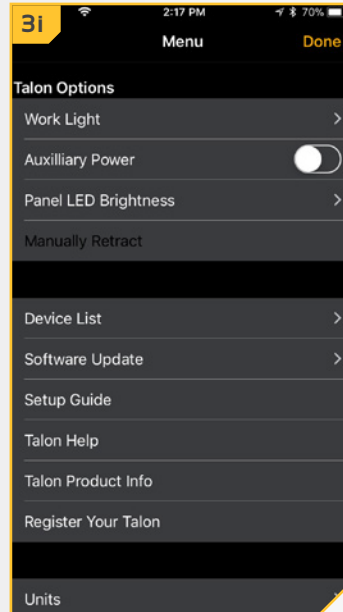 3i
2:17 PM 70%
Menu Done
Talon Options
Work Light
Auxilliary Power
Panel LED Brightness
Manually Retract
Device List
Software Update
Setup Guide
Talon Help
Talon Product Info
Register Your Talon
Units